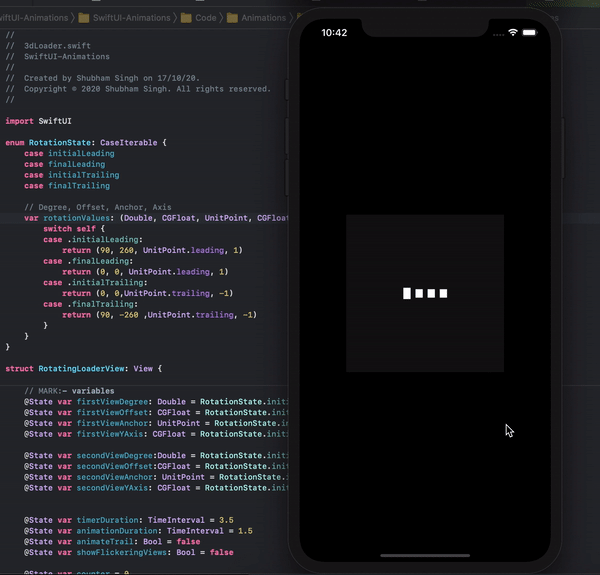 SwiftUI-Animations > SwiftUI-Animations > Code > Animations
//
//  3dLoader.swift
//  SwiftUI-Animations
//
//  Created by Shubham Singh on 17/10/20.
//  Copyright © 2020 Shubham Singh. All rights reserved.
//
import SwiftUI
enum RotationState: CaseIterable {
case initialLeading
case finalLeading
case initialTrailing
case finalTrailing
// Degree, Offset, Anchor, Axis
var rotationValues: (Double, CGFloat, UnitPoint, CGFloat
switch self {
case .initialLeading:
return (90, 260, UnitPoint.leading, 1)
case .finalLeading:
return (0, 0, UnitPoint.leading, 1)
case .initialTrailing:
return (0, 0,UnitPoint.trailing, -1)
case .finalTrailing:
return (90, -260 ,UnitPoint.trailing, -1)
}
}
}
struct RotatingLoaderView: View {
// MARK:- variables
@State var firstViewDegree: Double = RotationState.init
@State var firstViewOffset: CGFloat = RotationState.init
@State var firstViewAnchor: UnitPoint = RotationState.in
@State var firstViewYAxis: CGFloat = RotationState.init
@State var secondViewDegree:Double = RotationState.init
@State var secondViewOffset:CGFloat = RotationState.init
@State var secondViewAnchor: UnitPoint = RotationState.i
@State var secondViewYAxis: CGFloat = RotationState.init
@State var timerDuration: TimeInterval = 3.5
@State var animationDuration: TimeInterval = 1.5
@State var animateTrail: Bool = false
@State var showFlickeringViews: Bool = false
@State var counter = 0
10:42